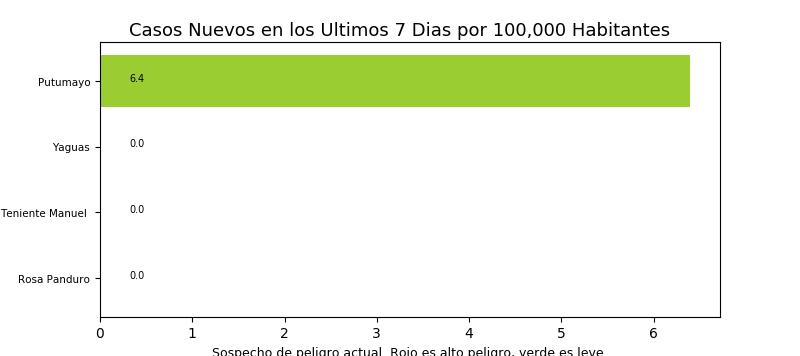 Casos Nuevos en los Ultimos 7 Dias por 100,000 Habitantes
Putumayo 6.4
Yaguas 0.0
Teniente Manuel 0.0
Rosa Panduro 0.0
0 1 2 3 4 5 6
Sospecho de peligro actual. Rojo es alto peligro, verde es leve